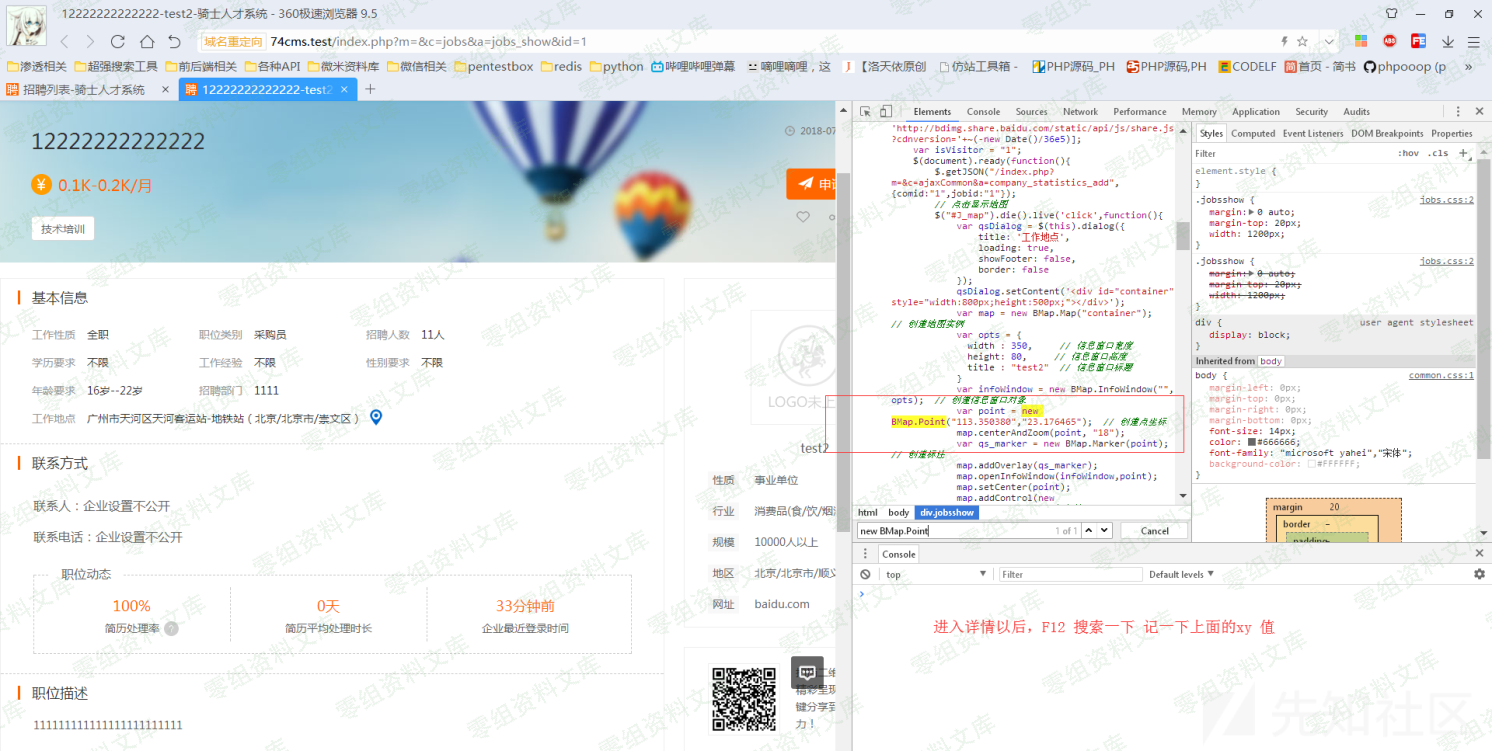 12222222222222-test2-骑士人才系统 - 360极速浏览器 9.5
域名重定向 74cms.test/index.php?m=&c=jobs&a=jobs_show&id=1
渗透相关 超强搜索工具 前后端相关 各种API 微米资料库 微信相关 pentestbox redis python 哔哩哔哩弹幕 嘀哩嘀哩，这 【洛天依原创 仿站工具箱 - PHP源码_PH PHP源码,PH CODELF 首页 - 简书 phpooop (p »
招聘列表-骑士人才系统 × 12222222222222-test2 × +
12222222222222
2018-07
¥ 0.1K-0.2K/月
申请
技术培训
基本信息
工作性质 全职 职位类别 采购员 招聘人数 11人
学历要求 不限 工作经验 不限 性别要求 不限
年龄要求 16岁--22岁 招聘部门 1111
工作地点 广州市天河区天河客运站-地铁站（北京/北京市/崇文区）
联系方式
联系人：企业设置不公开
联系电话：企业设置不公开
职位动态
100% 0天 33分钟前
简历处理率 ? 简历平均处理时长 企业最近登录时间
职位描述
11111111111111111111111
LOGO未上
test2
性质 事业单位
行业 消费品(食/饮/烟酒
规模 10000人以上
地区 北京/北京市/顺义
网址 baidu.com
二维
精彩呈现
键分享到
力！
Elements Console Sources Network Performance Memory Application Security Audits
'http://bdimg.share.baidu.com/static/api/js/share.js
?cdnversion='+~(-new Date()/36e5)];
var isVisitor = "1";
$(document).ready(function(){
$.getJSON("/index.php?
m=&c=ajaxCommon&a=company_statistics_add",
{comid:"1",jobid:"1"});
// 点击显示地图
$("#J_map").die().live('click',function(){
var qsDialog = $(this).dialog({
title: '工作地点',
loading: true,
showFooter: false,
border: false
});
qsDialog.setContent('<div id="container"
style="width:800px;height:500px;"></div>');
var map = new BMap.Map("container");
// 创建地图实例
var opts = {
width : 350, // 信息窗口宽度
height: 80, // 信息窗口高度
title : "test2" // 信息窗口标题
}
var infoWindow = new BMap.InfoWindow("",
opts); // 创建信息窗口对象
var point = new
BMap.Point("113.350380","23.176465"); // 创建点坐标
map.centerAndZoom(point, "18");
var qs_marker = new BMap.Marker(point);
// 创建标注
map.addOverlay(qs_marker);
map.openInfoWindow(infoWindow,point);
map.setCenter(point);
map.addControl(new
html body div.jobsshow
new BMap.Point 1 of 1 Cancel
Styles Computed Event Listeners DOM Breakpoints Properties
Filter :hov .cls +
element.style {
}
.jobsshow { jobs.css:2
margin:▶ 0 auto;
margin-top: 20px;
width: 1200px;
}
.jobsshow { jobs.css:2
margin:▶ 0 auto;
margin-top: 20px;
width: 1200px;
}
div { user agent stylesheet
display: block;
}
Inherited from body
body { common.css:1
margin-left: 0px;
margin-top: 0px;
margin-right: 0px;
margin-bottom: 0px;
font-size: 14px;
color: #666666;
font-family: "microsoft yahei","宋体";
background-color: #FFFFFF;
}
margin 20
border -
padding-
Console
top Filter Default levels
进入详情以后，F12 搜索一下 记一下上面的xy 值
零组资料文库
先知社区